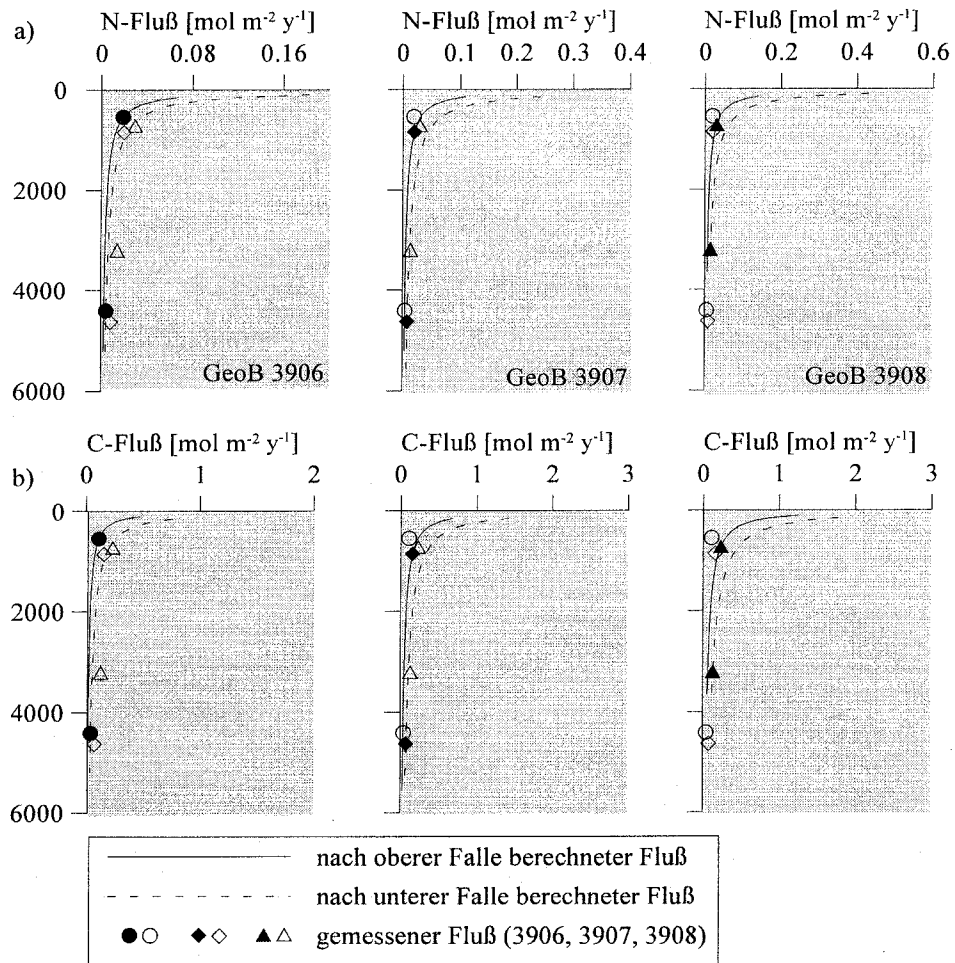 N-Fluß [mol m⁻² y⁻¹] N-Fluß [mol m⁻² y⁻¹] N-Fluß [mol m⁻² y⁻¹]
a)
0 0.08 0.16 0 0.1 0.2 0.3 0.4 0 0.2 0.4 0.6
0
2000
4000
6000
GeoB 3906 GeoB 3907 GeoB 3908
C-Fluß [mol m⁻² y⁻¹] C-Fluß [mol m⁻² y⁻¹] C-Fluß [mol m⁻² y⁻¹]
b)
0 1 2 0 1 2 3 0 1 2 3
0
2000
4000
6000
nach oberer Falle berechneter Fluß
nach unterer Falle berechneter Fluß
gemessener Fluß (3906, 3907, 3908)